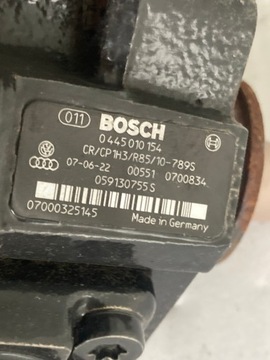 011 BOSCH
0 445 010 154
CR/CP1H3/R85/10-789S
07-06-22 00551 0700834
059130755S
07000325145
Made in Germany